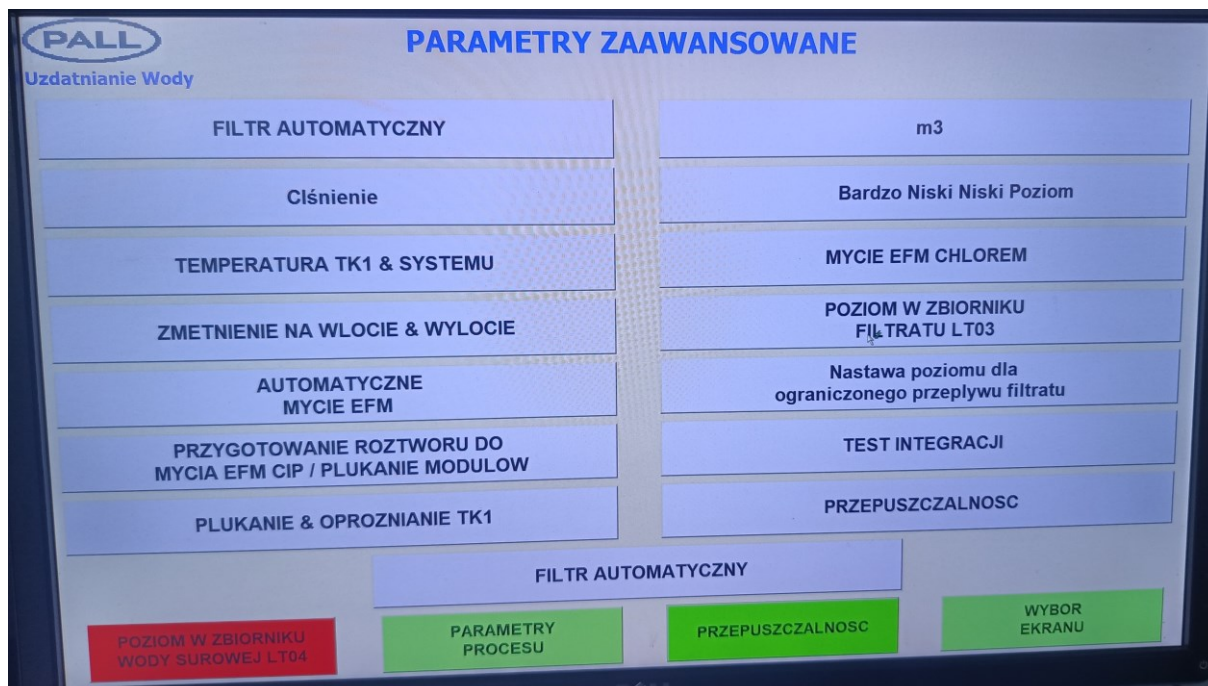 PALL
PARAMETRY ZAAWANSOWANE
Uzdatnianie Wody
FILTR AUTOMATYCZNY
m3
CIśnienie
Bardzo Niski Niski Poziom
TEMPERATURA TK1 & SYSTEMU
MYCIE EFM CHLOREM
ZMETNIENIE NA WLOCIE & WYLOCIE
POZIOM W ZBIORNIKU
FILTRATU LT03
AUTOMATYCZNE
MYCIE EFM
Nastawa poziomu dla
ograniczonego przeplywu filtratu
PRZYGOTOWANIE ROZTWORU DO
MYCIA EFM CIP / PLUKANIE MODULOW
TEST INTEGRACJI
PLUKANIE & OPROZNIANIE TK1
PRZEPUSZCZALNOSC
FILTR AUTOMATYCZNY
POZIOM W ZBIORNIKU
WODY SUROWEJ LT04
PARAMETRY
PROCESU
PRZEPUSZCZALNOSC
WYBOR
EKRANU